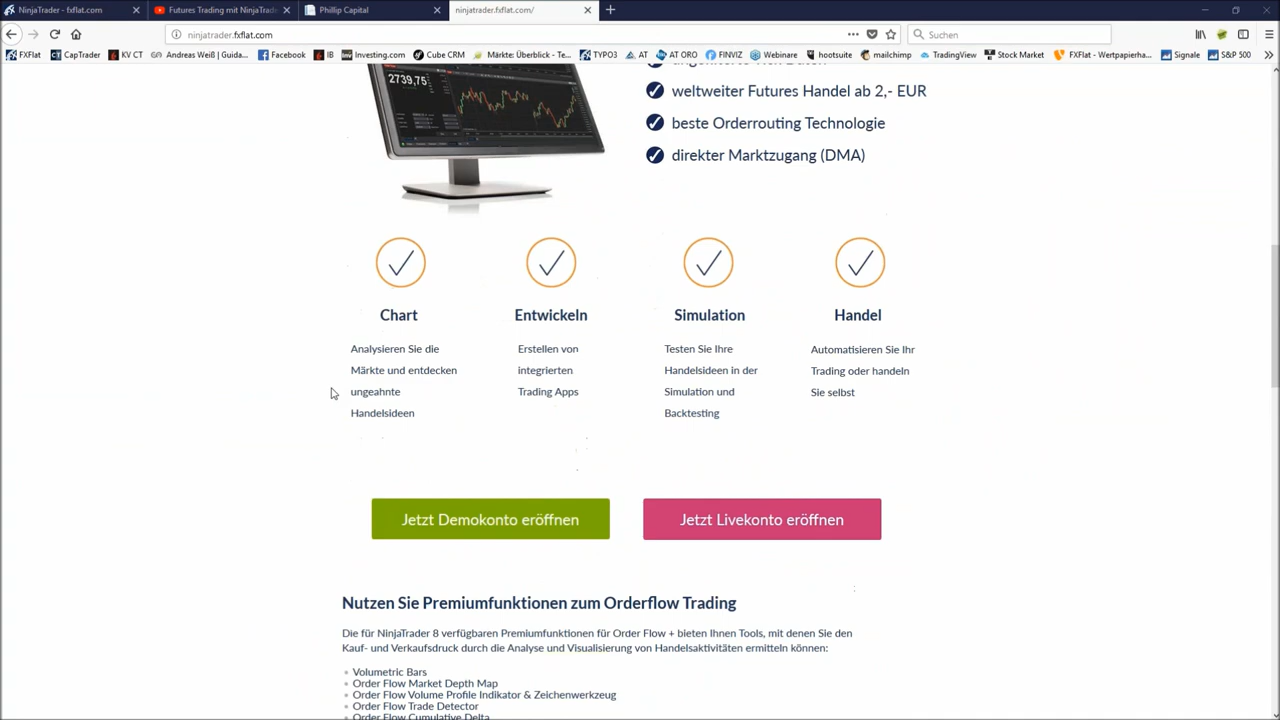 NinjaTrader - fxflat.com
Futures Trading mit NinjaTrade
Phillip Capital
ninjatrader.fxflat.com/
ninjatrader.fxflat.com
Suchen
FXFlat
CapTrader
KV CT
Andreas Weiß | Guida...
Facebook
IB
Investing.com
Cube CRM
Märkte: Überblick - Te...
TYPO3
AT
AT ORO
FINVIZ
Webinare
hootsuite
mailchimp
TradingView
Stock Market
FXFlat - Wertpapierha...
Signale
S&P 500
2739,75
weltweiter Futures Handel ab 2,- EUR
beste Orderrouting Technologie
direkter Marktzugang (DMA)
Chart
Entwickeln
Simulation
Handel
Analysieren Sie die
Märkte und entdecken
ungeahnte
Handelsideen
Erstellen von
integrierten
Trading Apps
Testen Sie Ihre
Handelsideen in der
Simulation und
Backtesting
Automatisieren Sie Ihr
Trading oder handeln
Sie selbst
Jetzt Demokonto eröffnen
Jetzt Livekonto eröffnen
Nutzen Sie Premiumfunktionen zum Orderflow Trading
Die für NinjaTrader 8 verfügbaren Premiumfunktionen für Order Flow + bieten Ihnen Tools, mit denen Sie den
Kauf- und Verkaufsdruck durch die Analyse und Visualisierung von Handelsaktivitäten ermitteln können:
Volumetric Bars
Order Flow Market Depth Map
Order Flow Volume Profile Indikator & Zeichenwerkzeug
Order Flow Trade Detector
Order Flow Cumulative Delta